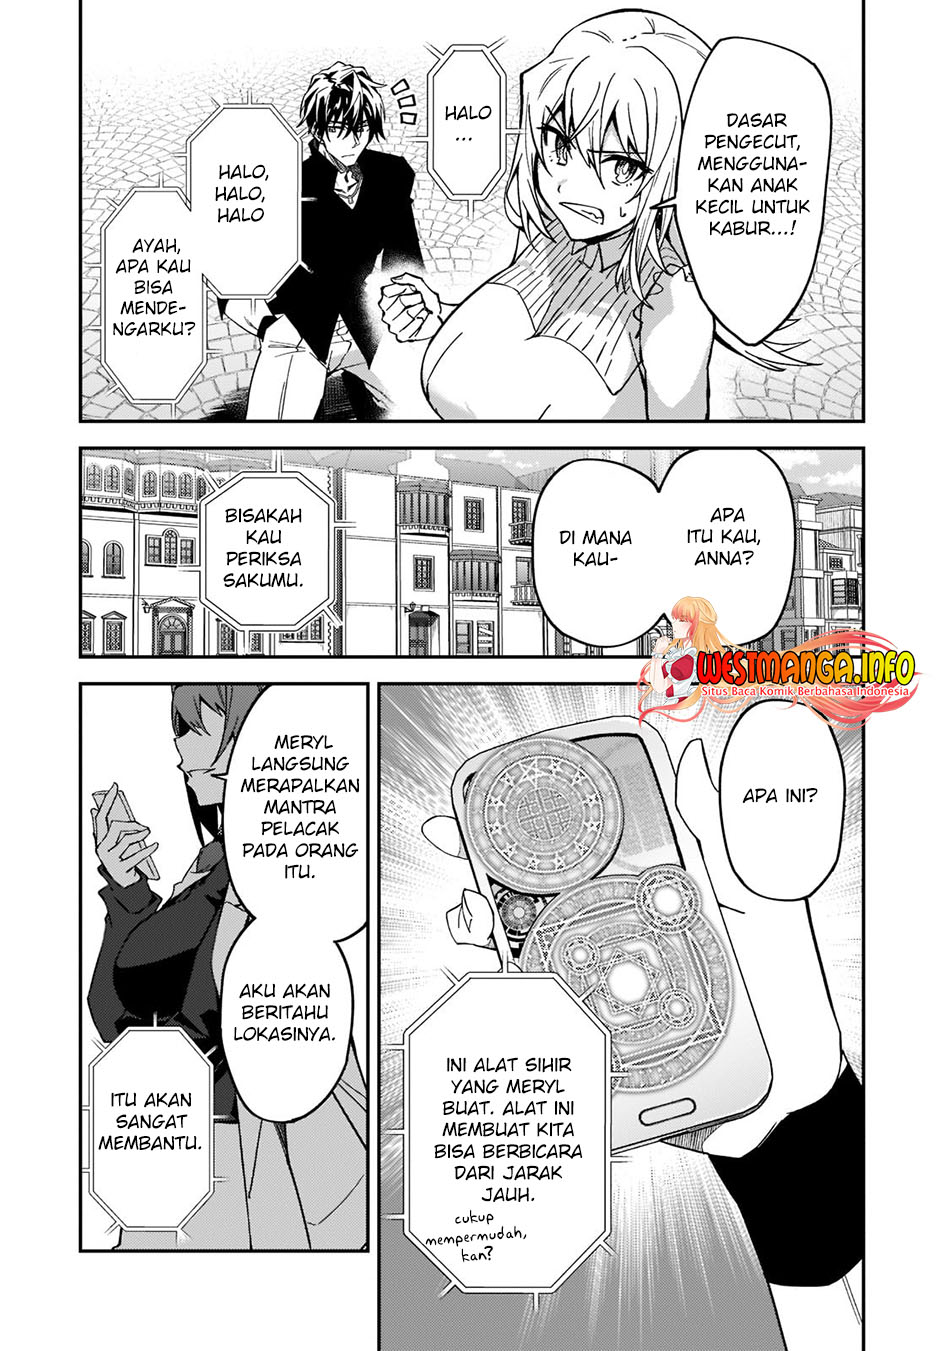 DASAR
PENGECUT,
MENGGUNA-
KAN ANAK
KECIL UNTUK
KABUR...!
HALO
...
HALO,
HALO,
HALO
AYAH,
APA KAU
BISA
MENDE-
NGARKU?
APA
ITU KAU,
ANNA?
DI MANA
KAU-
BISAKAH
KAU
PERIKSA
SAKUMU.
WESTMANGA.INFO
Situs Baca Komik Berbahasa Indonesia
APA INI?
INI ALAT SIHIR
YANG MERYL
BUAT. ALAT INI
MEMBUAT KITA
BISA BERBICARA
DARI JARAK
JAUH.
cukup
mempermudah,
kan?
MERYL
LANGSUNG
MERAPALKAN
MANTRA
PELACAK
PADA ORANG
ITU.
AKU AKAN
BERITAHU
LOKASINYA.
ITU AKAN
SANGAT
MEMBANTU.